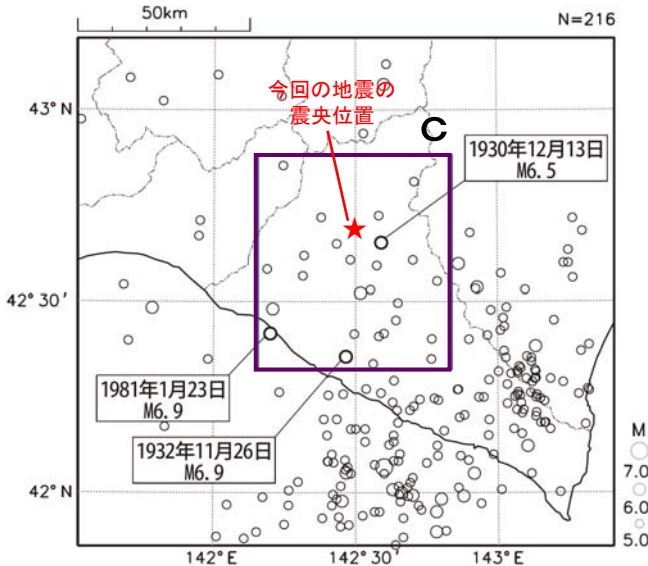 50km
N=216
43°N
今回の地震の
震央位置
C
1930年12月13日
M6.5
42°30′
1981年1月23日
M6.9
1932年11月26日
M6.9
42°N
M
7.0
6.0
5.0
142°E
142°30′
143°E